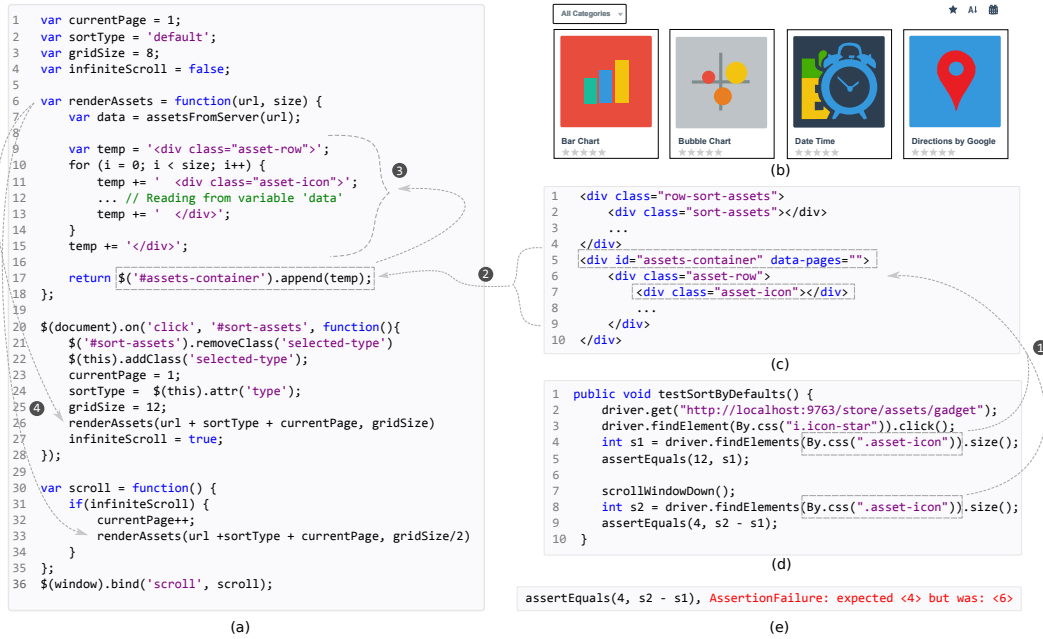 1 var currentPage = 1;
2 var sortType = 'default';
3 var gridSize = 8;
4 var infiniteScroll = false;
5
6 var renderAssets = function(url, size) {
7 var data = assetsFromServer(url);
8
9 var temp = '<div class="asset-row">';
10 for (i = 0; i < size; i++) {
11 temp += '  <div class="asset-icon">';
12 ... // Reading from variable 'data'
13 temp += '  </div>';
14 }
15 temp += '</div>';
16
17 return $('#assets-container').append(temp);
18 };
19
20 $(document).on('click', '#sort-assets', function(){
21 $('#sort-assets').removeClass('selected-type')
22 $(this).addClass('selected-type');
23 currentPage = 1;
24 sortType =  $(this).attr('type');
25 gridSize = 12;
26 renderAssets(url + sortType + currentPage, gridSize)
27 infiniteScroll = true;
28 });
29
30 var scroll = function() {
31 if(infiniteScroll) {
32 currentPage++;
33 renderAssets(url +sortType + currentPage, gridSize/2)
34 }
35 };
36 $(window).bind('scroll', scroll);
3
2
4
(a)
All Categories
A
Bar Chart
Bubble Chart
Date Time
Directions by Google
(b)
1 <div class="row-sort-assets">
2 <div class="sort-assets"></div>
3 ...
4 </div>
5 <div id="assets-container" data-pages="">
6 <div class="asset-row">
7 <div class="asset-icon"></div>
8 ...
9 </div>
10 </div>
1
(c)
1 public void testSortByDefaults() {
2 driver.get("http://localhost:9763/store/assets/gadget");
3 driver.findElement(By.css("i.icon-star")).click();
4 int s1 = driver.findElements(By.css(".asset-icon")).size();
5 assertEquals(12, s1);
6
7 scrollWindowDown();
8 int s2 = driver.findElements(By.css(".asset-icon")).size();
9 assertEquals(4, s2 - s1);
10 }
(d)
assertEquals(4, s2 - s1), AssertionFailure: expected <4> but was: <6>
(e)